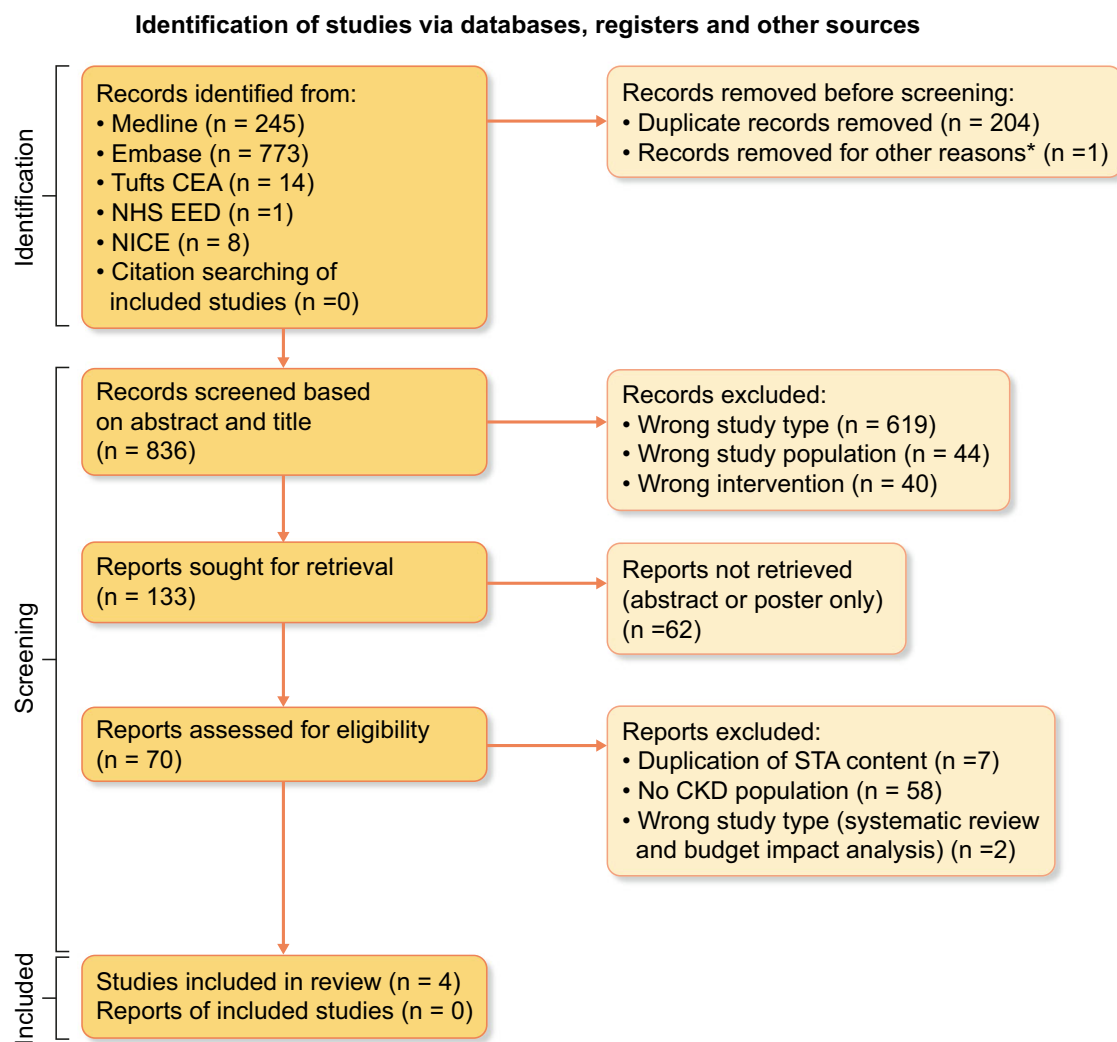 Identification of studies via databases, registers and other sources
Identification
Records identified from:
• Medline (n = 245)
• Embase (n = 773)
• Tufts CEA (n = 14)
• NHS EED (n =1)
• NICE (n = 8)
• Citation searching of
included studies (n =0)
Records removed before screening:
• Duplicate records removed (n = 204)
• Records removed for other reasons* (n =1)
Screening
Records screened based
on abstract and title
(n = 836)
Records excluded:
• Wrong study type (n = 619)
• Wrong study population (n = 44)
• Wrong intervention (n = 40)
Reports sought for retrieval
(n = 133)
Reports not retrieved
(abstract or poster only)
(n =62)
Reports assessed for eligibility
(n = 70)
Reports excluded:
• Duplication of STA content (n =7)
• No CKD population (n = 58)
• Wrong study type (systematic review
and budget impact analysis) (n =2)
Included
Studies included in review (n = 4)
Reports of included studies (n = 0)